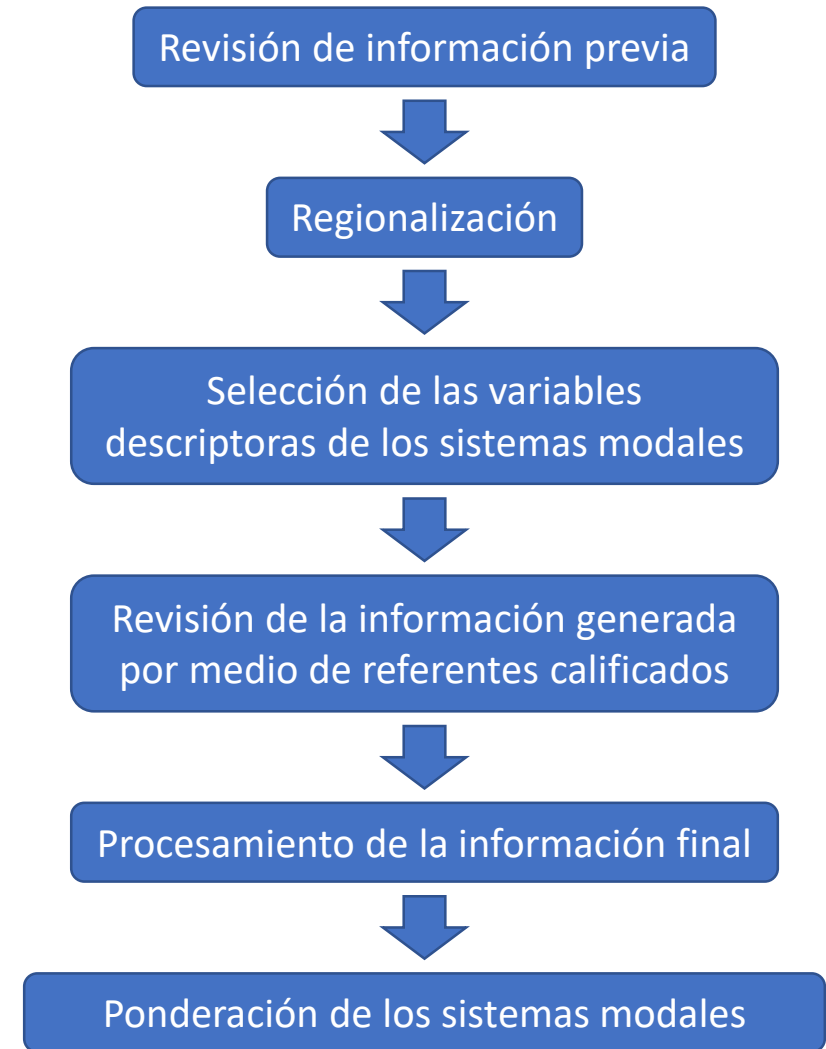 Revisión de información previa
Regionalización
Selección de las variables
descriptoras de los sistemas modales
Revisión de la información generada
por medio de referentes calificados
Procesamiento de la información final
Ponderación de los sistemas modales